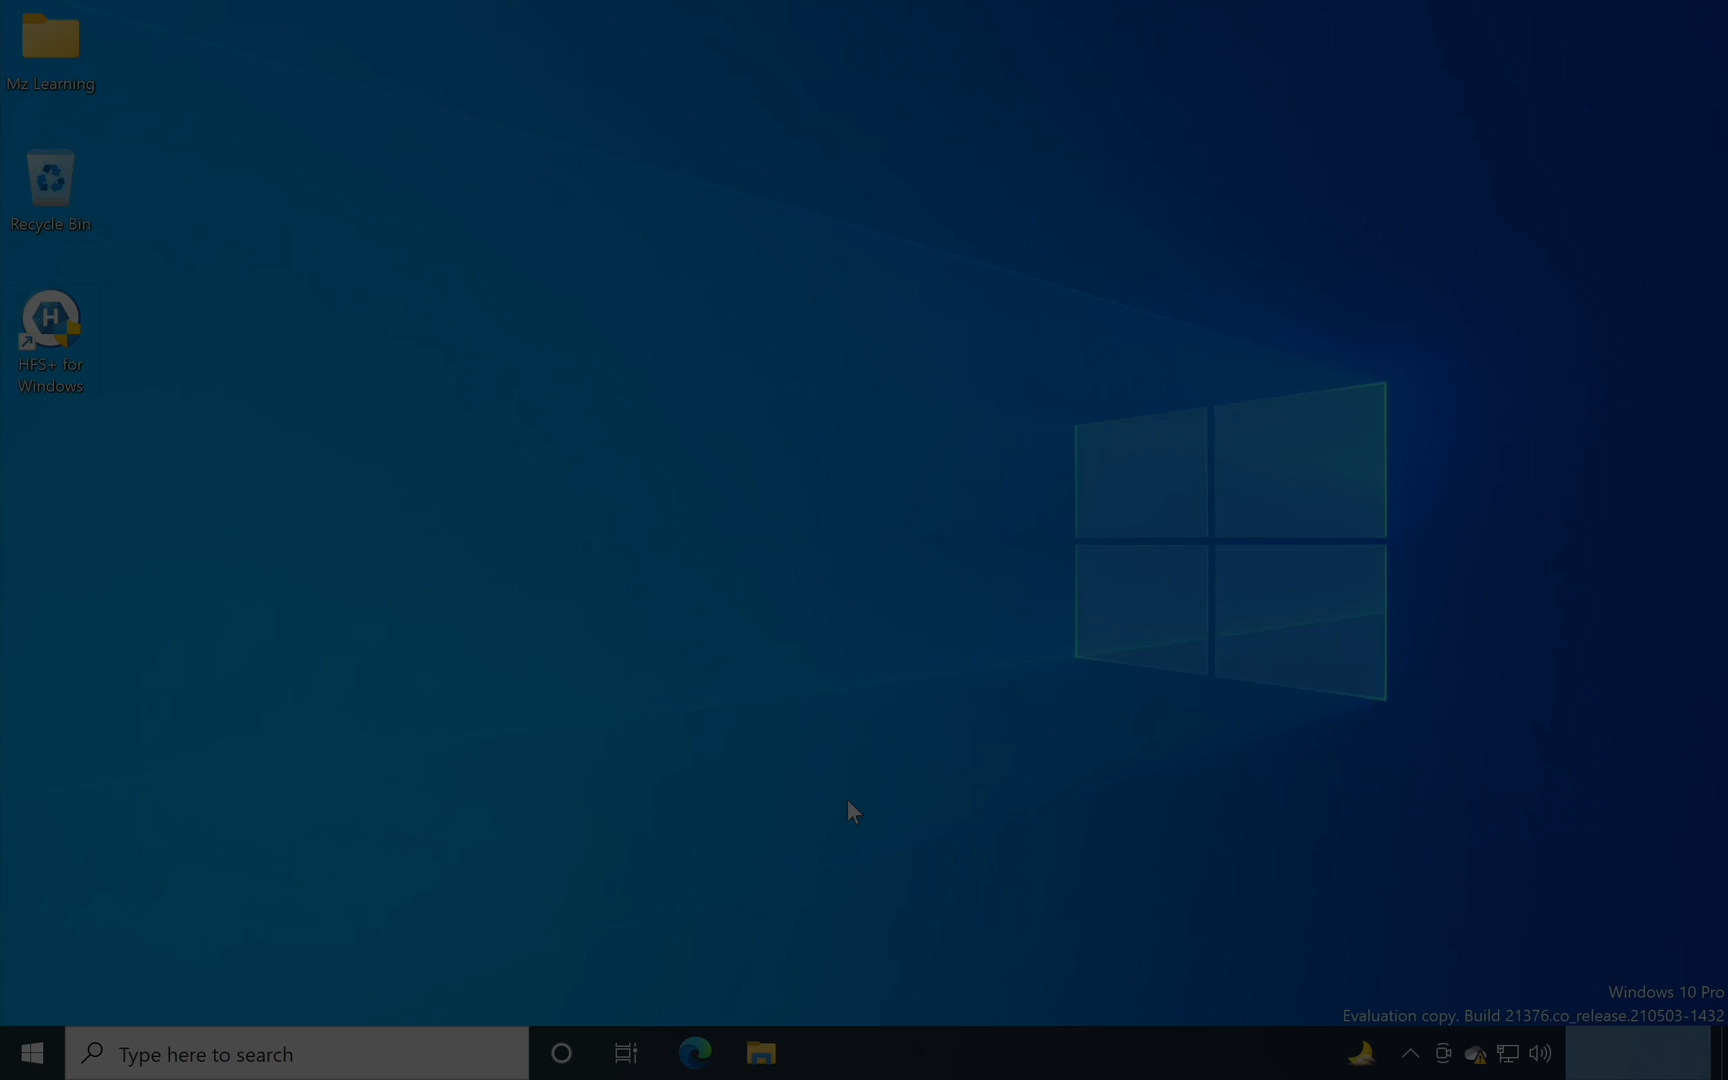 Mz Learning
Recycle Bin
H
HFS+ for
Windows
Windows 10 Pro
Evaluation copy. Build 21376.co_release.210503-1432
Type here to search